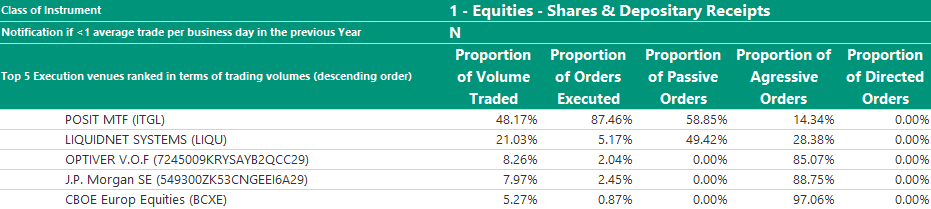 Class of Instrument 1 - Equities - Shares & Depositary Receipts
Notification if <1 average trade per business day in the previous Year N
Top 5 Execution venues ranked in terms of trading volumes (descending order) Proportion of Volume Traded Proportion of Orders Executed Proportion of Passive Orders Proportion of Agressive Orders Proportion of Directed Orders
POSIT MTF (ITGL) 48.17% 87.46% 58.85% 14.34% 0.00%
LIQUIDNET SYSTEMS (LIQU) 21.03% 5.17% 49.42% 28.38% 0.00%
OPTIVER V.O.F (7245009KRYSAYB2QCC29) 8.26% 2.04% 0.00% 85.07% 0.00%
J.P. Morgan SE (549300ZK53CNGEEI6A29) 7.97% 2.45% 0.00% 88.75% 0.00%
CBOE Europ Equities (BCXE) 5.27% 0.87% 0.00% 97.06% 0.00%